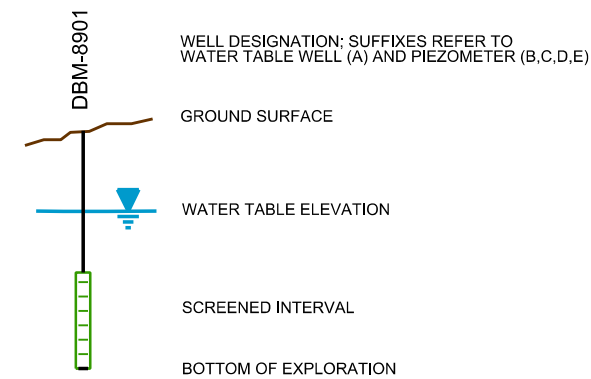 DBM-8901
WELL DESIGNATION; SUFFIXES REFER TO
WATER TABLE WELL (A) AND PIEZOMETER (B,C,D,E)
GROUND SURFACE
WATER TABLE ELEVATION
SCREENED INTERVAL
BOTTOM OF EXPLORATION